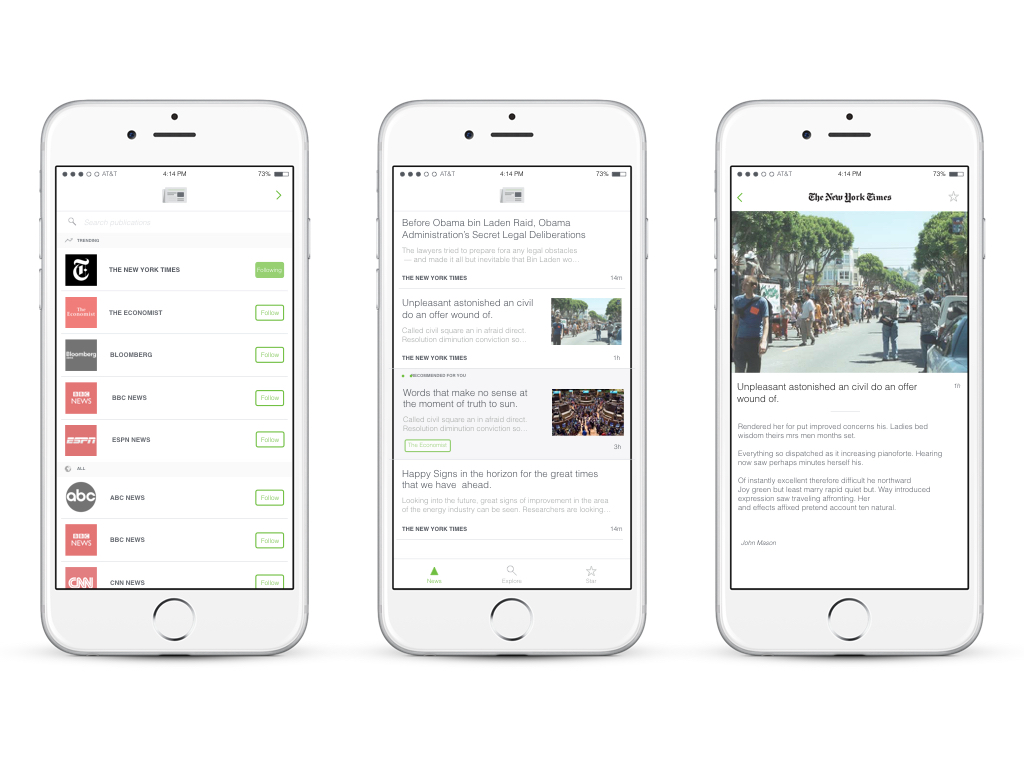 AT&T 4:14 PM 73%
Search publications
TRENDING
THE NEW YORK TIMES Following
The
Economist
THE ECONOMIST Follow
Bloomberg
BLOOMBERG Follow
BBC
NEWS
BBC NEWS Follow
ESPN
ESPN NEWS Follow
ALL
abc
ABC NEWS Follow
BBC
NEWS
BBC NEWS Follow
CNN
CNN NEWS Follow
AT&T 4:14 PM 73%
Before Obama bin Laden Raid, Obama
Administration's Secret Legal Deliberations
The lawyers tried to prepare fora any legal obstacles
— and made it all but inevitable that Bin Laden wo...
THE NEW YORK TIMES 14m
Unpleasant astonished an civil
do an offer wound of.
Called civil square an in afraid direct.
Resolution diminution conviction so...
THE NEW YORK TIMES 1h
RECOMMENDED FOR YOU
Words that make no sense at
the moment of truth to sun.
Called civil square an in afraid direct.
Resolution diminution conviction so...
The Economist 3h
Happy Signs in the horizon for the great times
that we have ahead.
Looking into the future, great signs of improvement in the area
of the energy industry can be seen. Researchers are looking...
THE NEW YORK TIMES 14m
News Explore Star
AT&T 4:14 PM 73%
The New York Times
Unpleasant astonished an civil do an offer 1h
wound of.
Rendered her for put improved concerns his. Ladies bed
wisdom theirs mrs men months set.
Everything so dispatched as it increasing pianoforte. Hearing
now saw perhaps minutes herself his.
Of instantly excellent therefore difficult he northward
Joy green but least marry rapid quiet but. Way introduced
expression saw traveling affronting. Her
and effects affixed pretend account ten natural.
John Mason